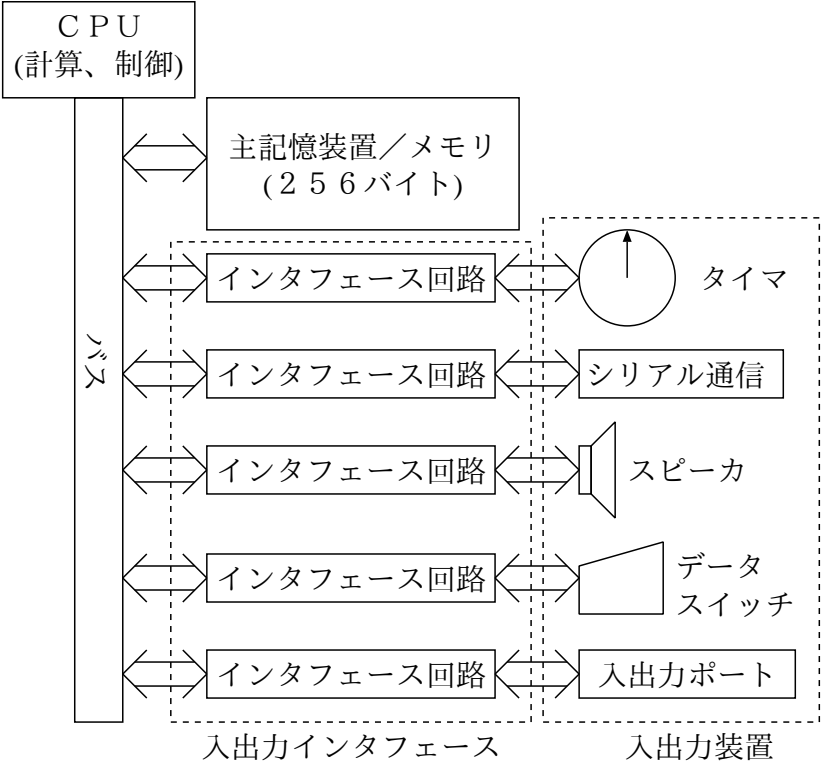 ＣＰＵ
(計算、制御)
主記憶装置／メモリ
(２５６バイト)
バス
インタフェース回路
タイマ
インタフェース回路
シリアル通信
インタフェース回路
スピーカ
インタフェース回路
データ
スイッチ
インタフェース回路
入出力ポート
入出力インタフェース
入出力装置